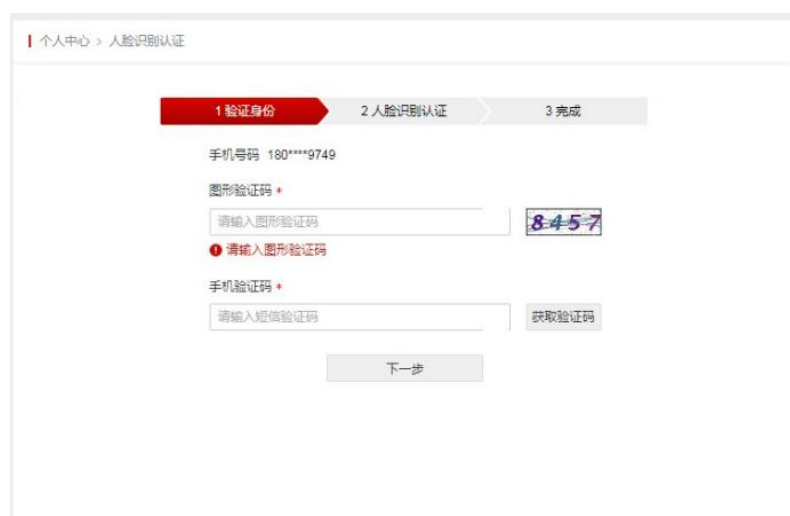 个人中心 > 人脸识别认证
1 验证身份 2 人脸识别认证 3 完成
手机号码 180****9749
图形验证码 *
请输入图形验证码 8457
请输入图形验证码
手机验证码 *
请输入短信验证码 获取验证码
下一步